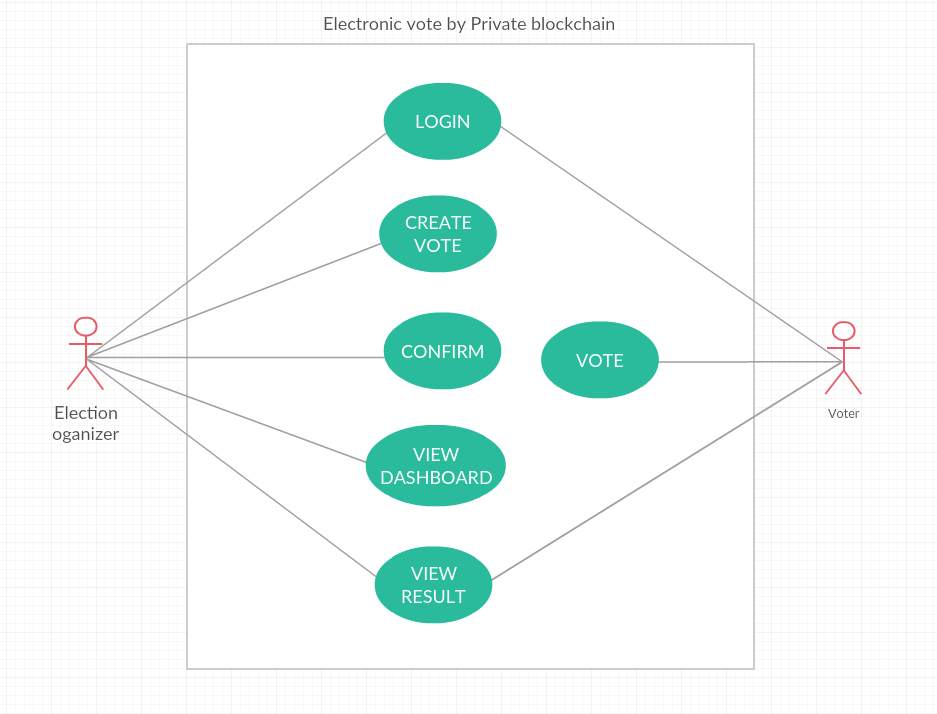 Electronic vote by Private blockchain
LOGIN
CREATE
VOTE
CONFIRM
VOTE
Election
oganizer
Voter
VIEW
DASHBOARD
VIEW
RESULT